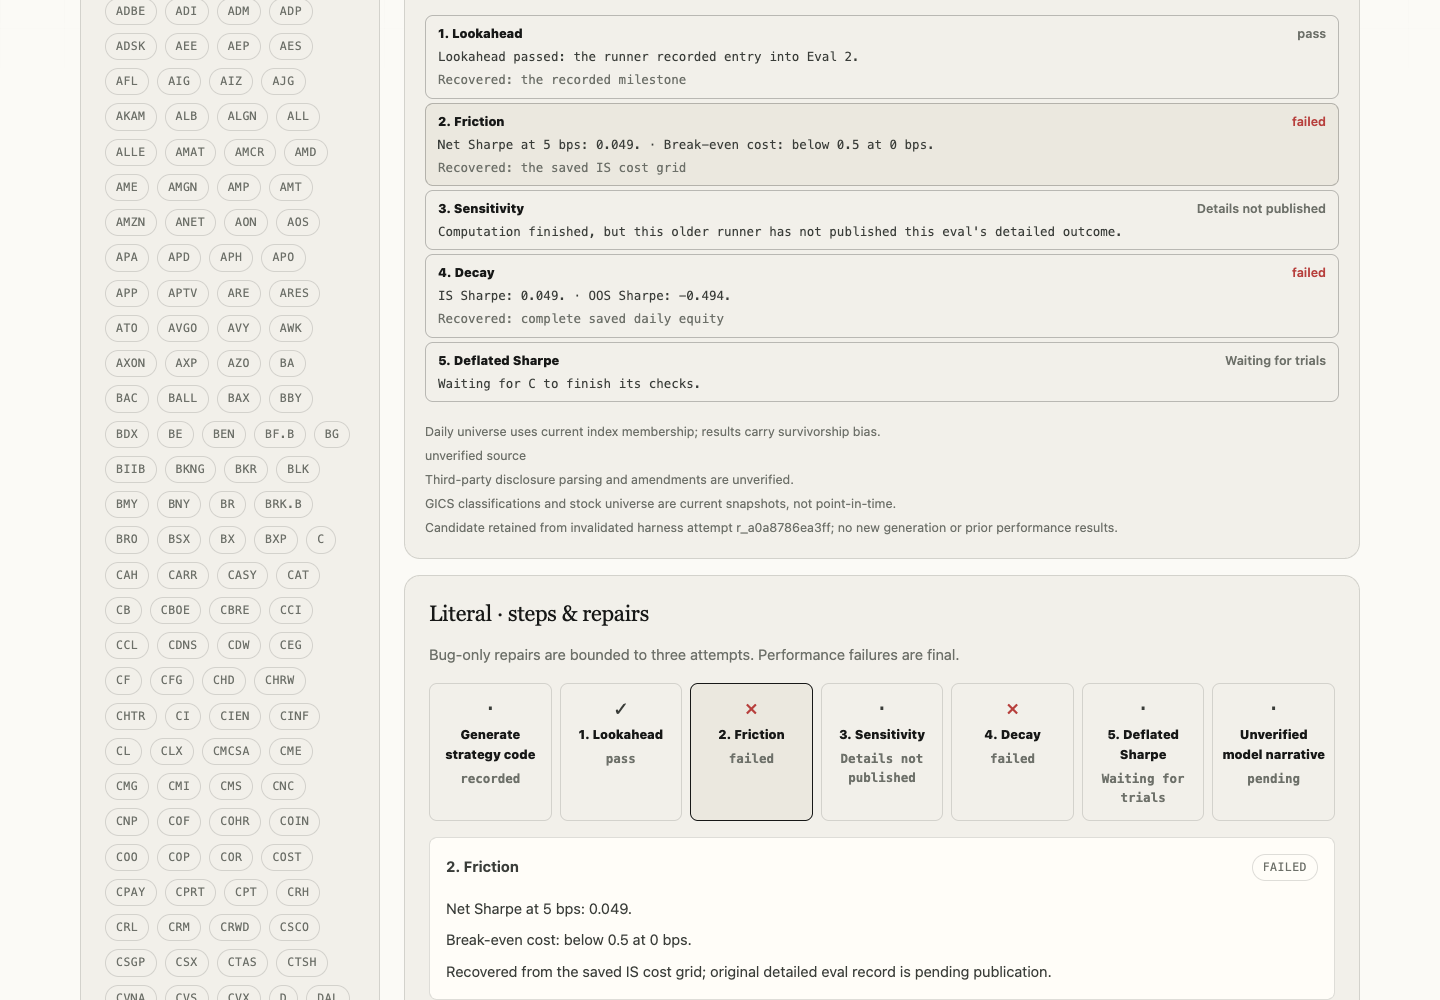 ADBE ADI ADM ADP
ADSK AEE AEP AES
AFL AIG AIZ AJG
AKAM ALB ALGN ALL
ALLE AMAT AMCR AMD
AME AMGN AMP AMT
AMZN ANET AON AOS
APA APD APH APO
APP APTV ARE ARES
ATO AVGO AVY AWK
AXON AXP AZO BA
BAC BALL BAX BBY
BDX BE BEN BF.B BG
BIIB BKNG BKR BLK
BMY BNY BR BRK.B
BRO BSX BX BXP C
CAH CARR CASY CAT
CB CBOE CBRE CCI
CCL CDNS CDW CEG
CF CFG CHD CHRW
CHTR CI CIEN CINF
CL CLX CMCSA CME
CMG CMI CMS CNC
CNP COF COHR COIN
COO COP COR COST
CPAY CPRT CPT CRH
CRL CRM CRWD CSCO
CSGP CSX CTAS CTSH
CVNA CVS CVX D DAL
1. Lookahead pass
Lookahead passed: the runner recorded entry into Eval 2.
Recovered: the recorded milestone
2. Friction failed
Net Sharpe at 5 bps: 0.049. · Break-even cost: below 0.5 at 0 bps.
Recovered: the saved IS cost grid
3. Sensitivity Details not published
Computation finished, but this older runner has not published this eval's detailed outcome.
4. Decay failed
IS Sharpe: 0.049. · OOS Sharpe: -0.494.
Recovered: complete saved daily equity
5. Deflated Sharpe Waiting for trials
Waiting for C to finish its checks.
Daily universe uses current index membership; results carry survivorship bias.
unverified source
Third-party disclosure parsing and amendments are unverified.
GICS classifications and stock universe are current snapshots, not point-in-time.
Candidate retained from invalidated harness attempt r_a0a8786ea3ff; no new generation or prior performance results.
Literal · steps & repairs
Bug-only repairs are bounded to three attempts. Performance failures are final.
· Generate strategy code recorded
✓ 1. Lookahead pass
✕ 2. Friction failed
· 3. Sensitivity Details not published
✕ 4. Decay failed
· 5. Deflated Sharpe Waiting for trials
· Unverified model narrative pending
2. Friction FAILED
Net Sharpe at 5 bps: 0.049.
Break-even cost: below 0.5 at 0 bps.
Recovered from the saved IS cost grid; original detailed eval record is pending publication.